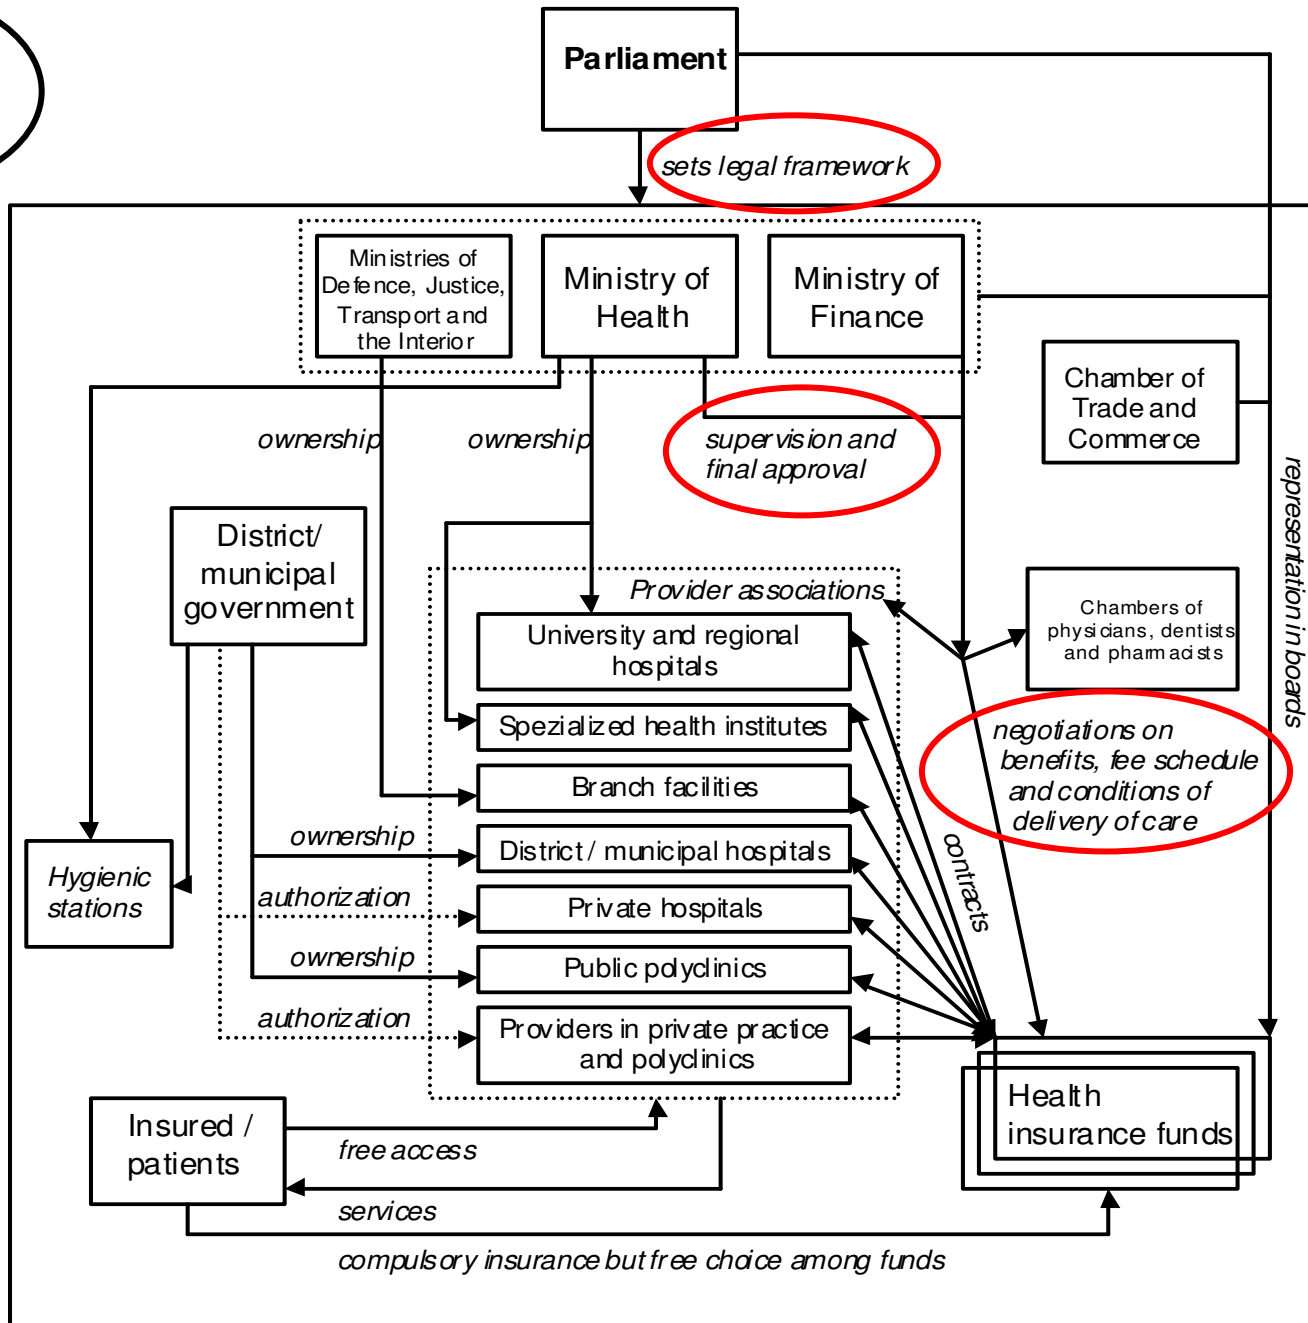 Parliament
sets legal framework
Ministries of
Defence, Justice,
Transport and
the Interior
Ministry of
Health
Ministry of
Finance
Chamber of
Trade and
Commerce
ownership
ownership
supervision and
final approval
representation in boards
District/
municipal
government
Provider associations
Chambers of
physicians, dentists
and pharmacists
University and regional
hospitals
Spezialized health institutes
negotiations on
benefits, fee schedule
and conditions of
delivery of care
Branch facilities
ownership
District / municipal hospitals
contracts
Hygienic
stations
authorization
Private hospitals
ownership
Public polyclinics
authorization
Providers in private practice
and polyclinics
Insured /
patients
Health
insurance funds
free access
services
compulsory insurance but free choice among funds